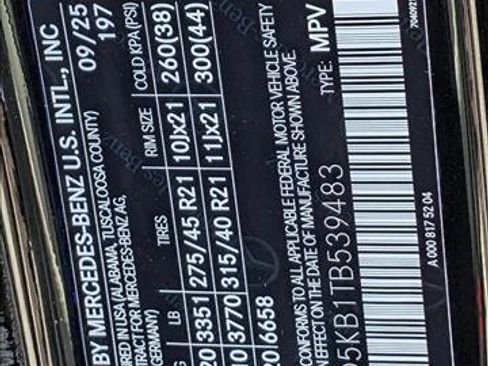 BY MERCEDES-BENZ U.S. INTL., INC
09/25
197
IRED IN USA (ALABAMA, TUSCALOOSA COUNTY)
TRACT FOR MERCEDES-BENZ AG,
GERMANY)
LB TIRES RIM SIZE COLD KPA (PSI)
20 3351 275/45 R21 10Jx21 260(38)
10 3770 315/40 R21 11Jx21 300(44)
20/6658
CONFORMS TO ALL APPLICABLE FEDERAL MOTOR VEHICLE SAFETY
N EFFECT ON THE DATE OF MANUFACTURE SHOWN ABOVE.
5KB1TB539483 TYPE: MPV
A 000 817 52 04